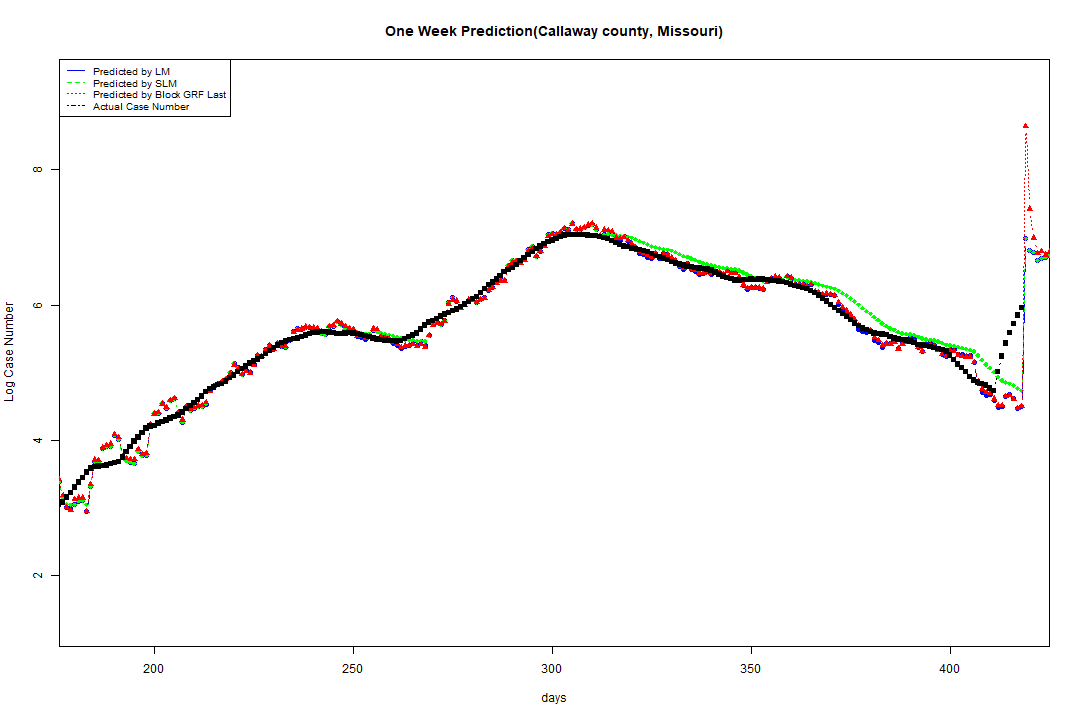 One Week Prediction(Callaway county, Missouri)
Predicted by LM
Predicted by SLM
Predicted by Block GRF Last
Actual Case Number
Log Case Number
8
6
4
2
200 250 300 350 400
days